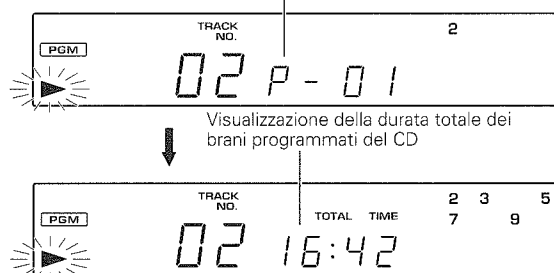 TRACK NO. 2
PGM
02 P-01
Visualizzazione della durata totale dei
brani programmati del CD
TRACK NO. 2 3 5
PGM TOTAL TIME 7 9
02 16:42